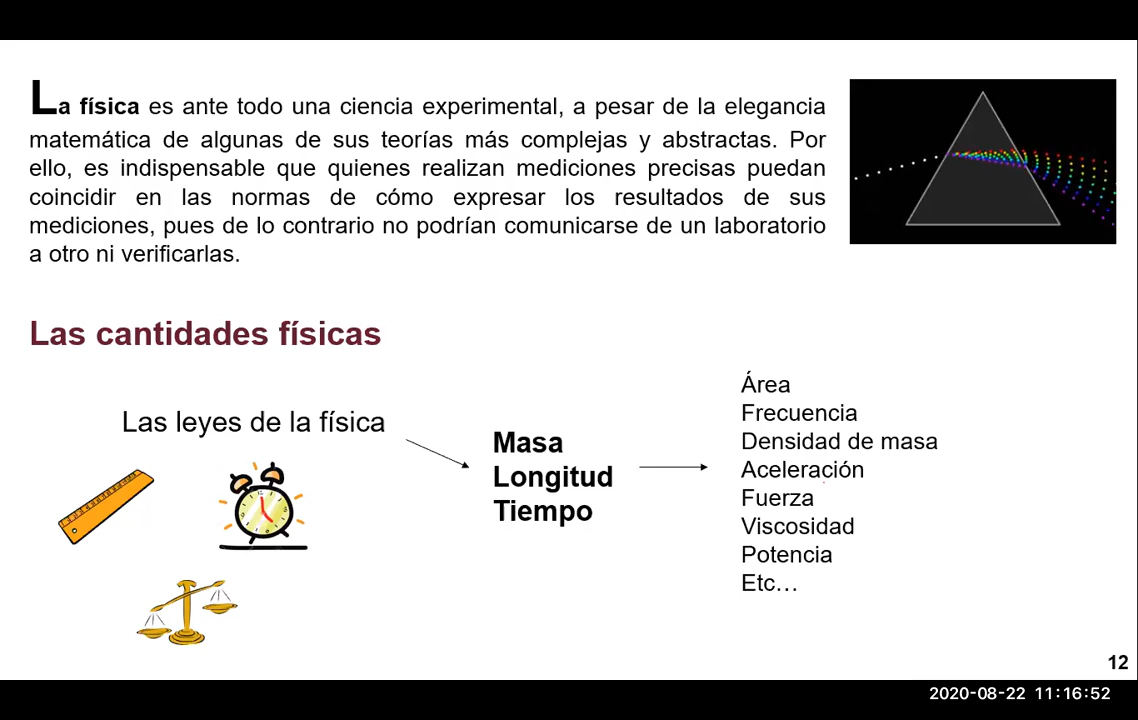 La física es ante todo una ciencia experimental, a pesar de la elegancia
matemática de algunas de sus teorías más complejas y abstractas. Por
ello, es indispensable que quienes realizan mediciones precisas puedan
coincidir en las normas de cómo expresar los resultados de sus
mediciones, pues de lo contrario no podrían comunicarse de un laboratorio
a otro ni verificarlas.
Las cantidades físicas
Las leyes de la física
Masa
Longitud
Tiempo
Área
Frecuencia
Densidad de masa
Aceleración
Fuerza
Viscosidad
Potencia
Etc…
12
2020-08-22 11:16:52